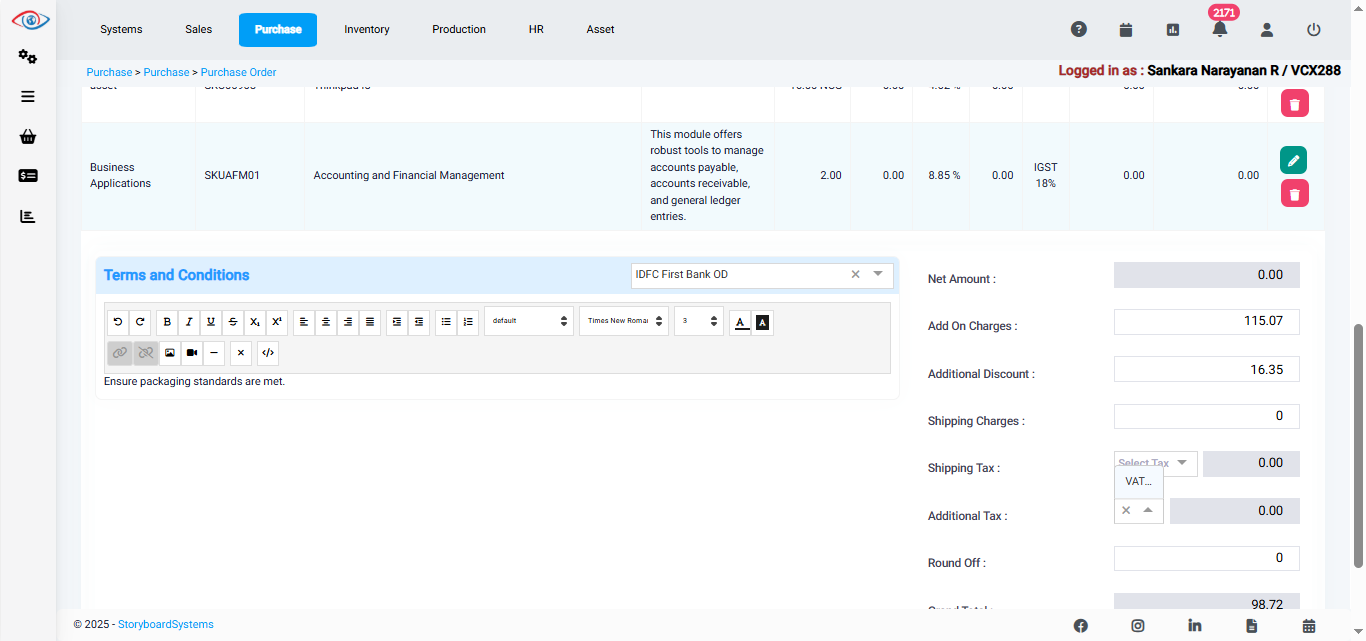 2171
Systems Sales Purchase Inventory Production HR Asset
Purchase > Purchase > Purchase Order
Logged in as : Sankara Narayanan R / VCX288
Business Applications SKUAFM01 Accounting and Financial Management
This module offers
robust tools to manage
accounts payable,
accounts receivable,
and general ledger
entries.
2.00 0.00 8.85 % 0.00 IGST 18% 0.00 0.00
Terms and Conditions IDFC First Bank OD
default Times New Roma 3
Ensure packaging standards are met.
Net Amount : 0.00
Add On Charges : 115.07
Additional Discount : 16.35
Shipping Charges : 0
Shipping Tax : Select Tax 0.00
VAT...
Additional Tax : 0.00
Round Off : 0
98.72
© 2025 - StoryboardSystems